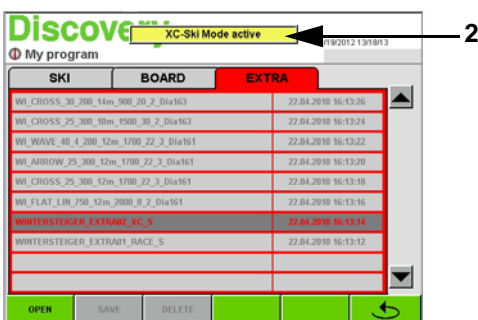 Discovery
XC-Ski Mode active
2
/19/2012 13/18/13
My program
SKI BOARD EXTRA
WI_CROSS_30_200_14m_900_20_2_Dia163 22.04.2010 16:13:26
WI_CROSS_25_300_10m_1500_30_2_Dia163 22.04.2010 16:13:24
WI_WAVE_40_4_200_12m_1700_22_3_Dia161 22.04.2010 16:13:22
WI_ARROW_25_300_12m_1700_22_3_Dia161 22.04.2010 16:13:20
WI_CROSS_25_300_12m_1700_22_3_Dia161 22.04.2010 16:13:18
WI_FLAT_LIN_750_12m_2000_8_2_Dia161 22.04.2010 16:13:16
WINTERSTEIGER_EXTRA02_XC_S 22.04.2010 16:13:14
WINTERSTEIGER_EXTRA01_RACE_S 22.04.2010 16:13:12
OPEN SAVE DELETE